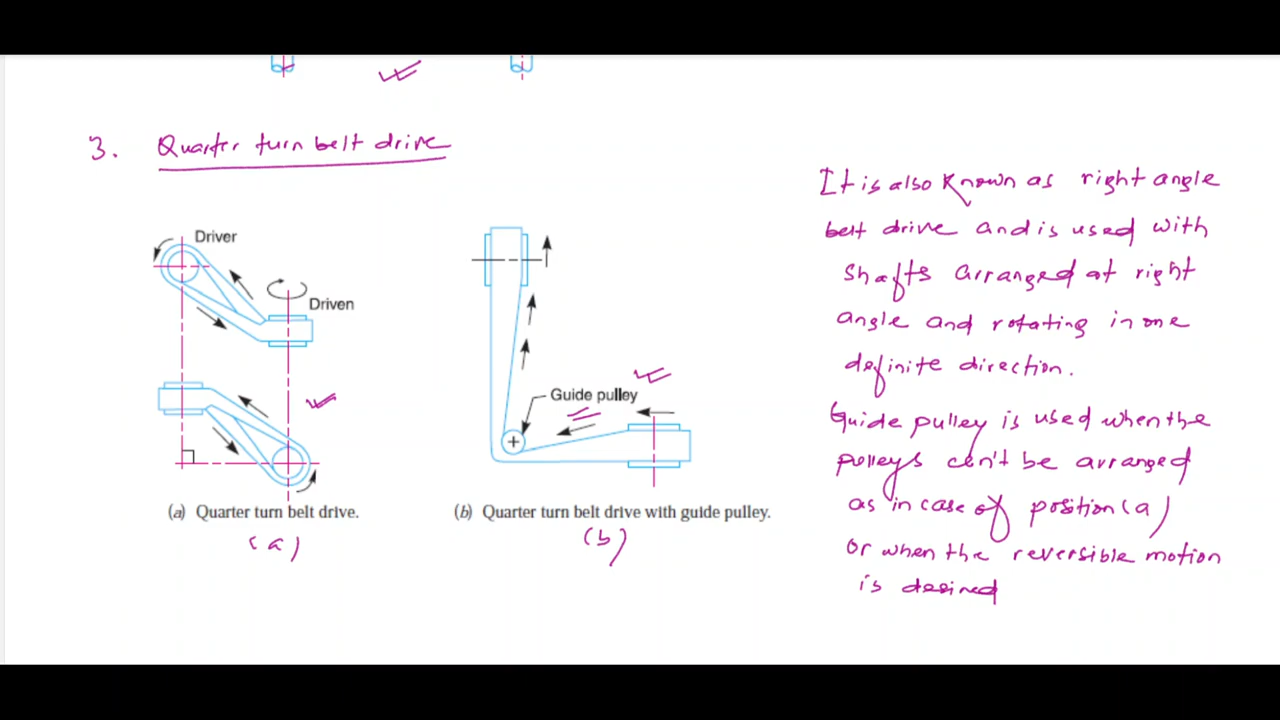 3. Quarter turn belt drive
Driver
Driven
(a) Quarter turn belt drive.
(a)
Guide pulley
(b) Quarter turn belt drive with guide pulley.
(b)
It is also known as right angle
belt drive and is used with
shafts arranged at right
angle and rotating in one
definite direction.
Guide pulley is used when the
pulleys can't be arranged
as in case of position (a)
or when the reversible motion
is desired